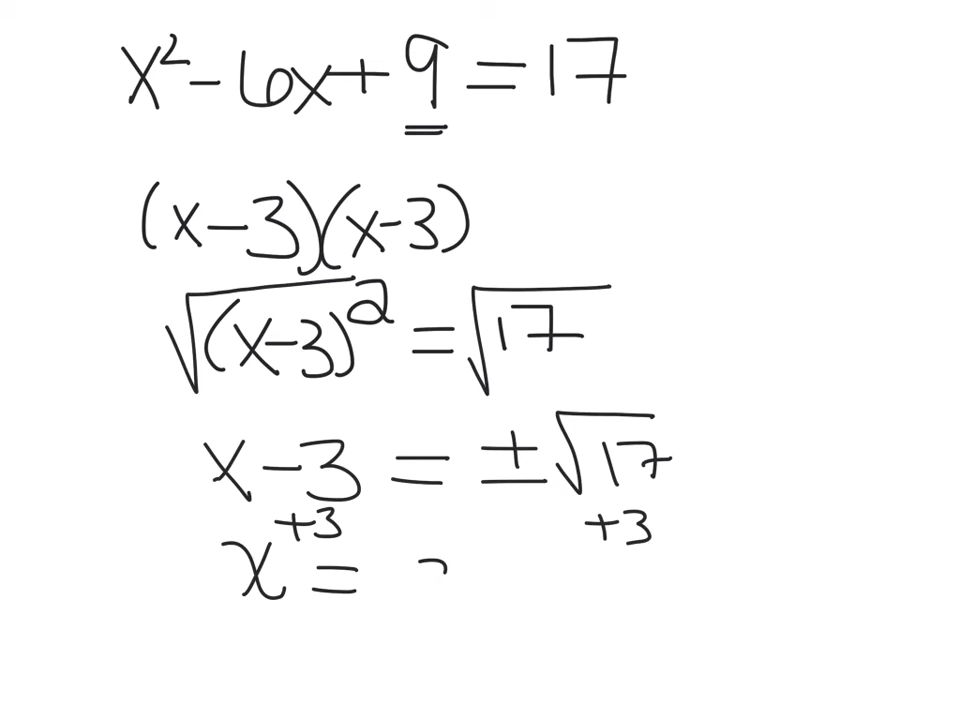 x² - 6x + 9 = 17
(x - 3)(x - 3)
√(x - 3)² = √17
x - 3 = ± √17
+3 +3
x =